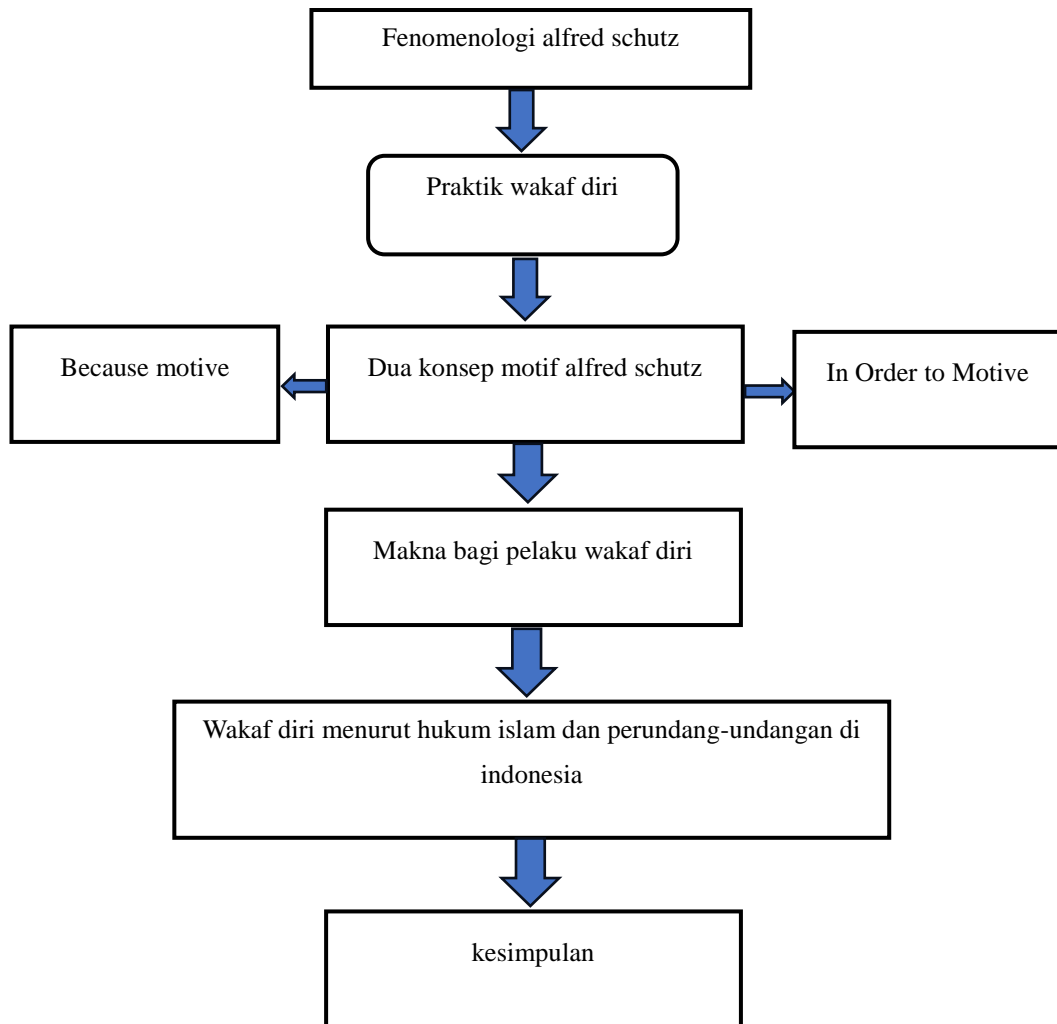 Fenomenologi alfred schutz
Praktik wakaf diri
Because motive
Dua konsep motif alfred schutz
In Order to Motive
Makna bagi pelaku wakaf diri
Wakaf diri menurut hukum islam dan perundang-undangan di
indonesia
kesimpulan